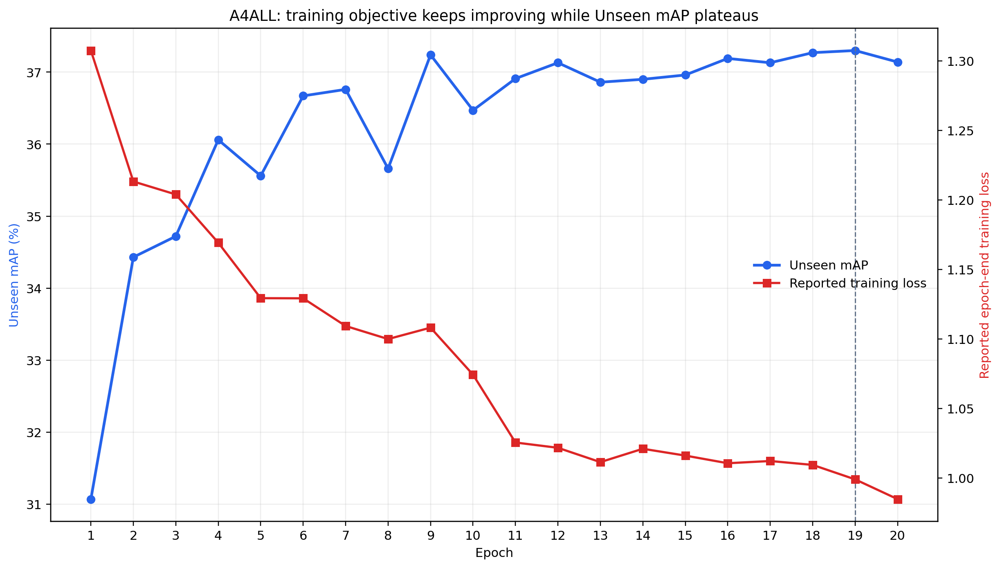 A4ALL: training objective keeps improving while Unseen mAP plateaus
Unseen mAP (%)
37
36
35
34
33
32
31
1.30
1.25
1.20
1.15
1.10
1.05
1.00
Reported epoch-end training loss
Unseen mAP
Reported training loss
1 2 3 4 5 6 7 8 9 10 11 12 13 14 15 16 17 18 19 20
Epoch